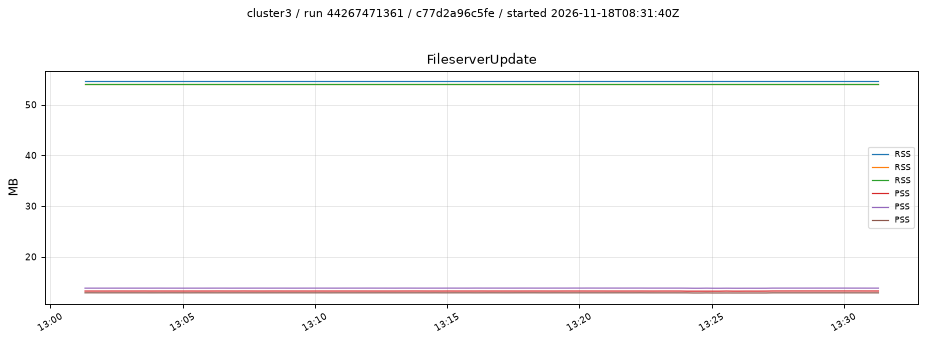 cluster3 / run 44267471361 / c77d2a96c5fe / started 2026-11-18T08:31:40Z
FileserverUpdate
MB
50
40
30
20
13:00
13:05
13:10
13:15
13:20
13:25
13:30
RSS
RSS
RSS
PSS
PSS
PSS